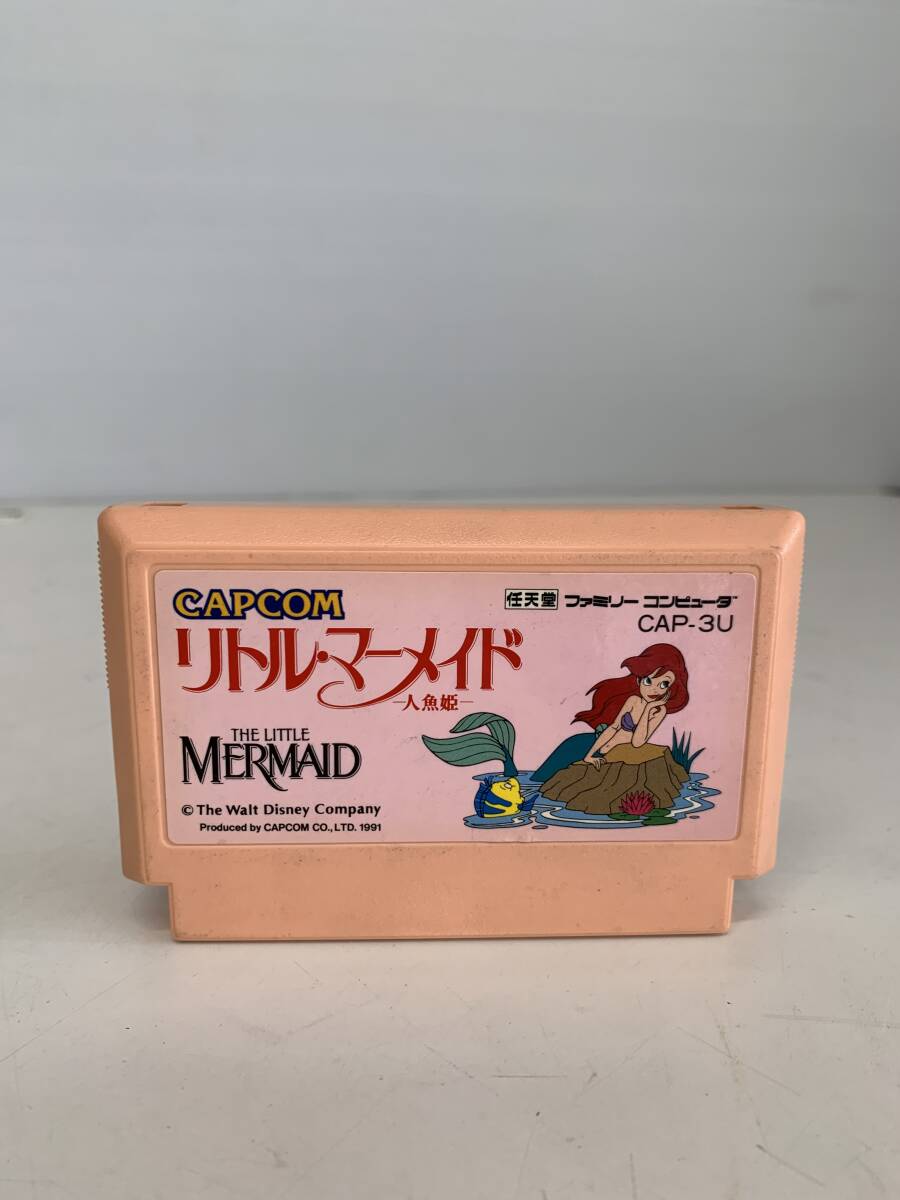 CAPCOM
任天堂 ファミリー コンピュータ™
CAP-3U
リトル・マーメイド
―人魚姫―
THE LITTLE
MERMAID
© The Walt Disney Company
Produced by CAPCOM CO., LTD. 1991